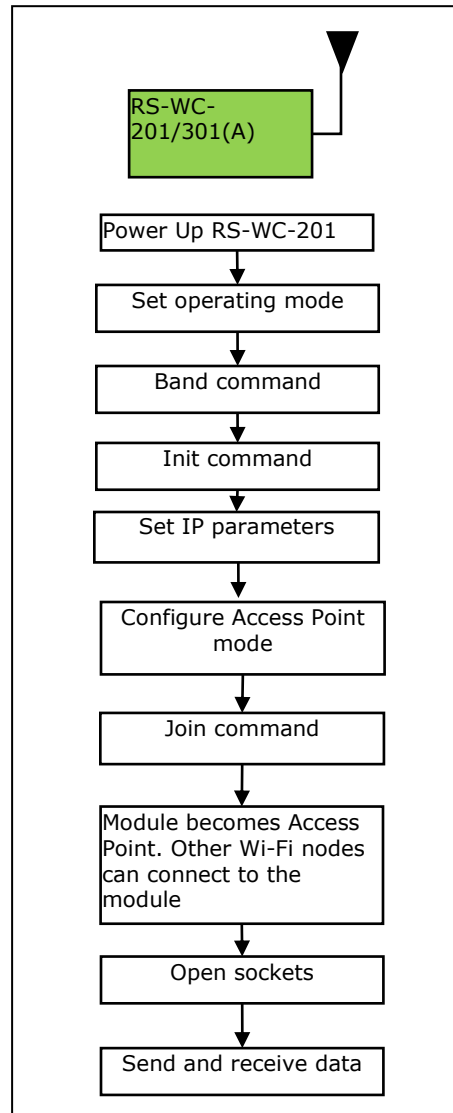 RS-WC-
201/301(A)
Power Up RS-WC-201
Set operating mode
Band command
Init command
Set IP parameters
Configure Access Point
mode
Join command
Module becomes Access
Point. Other Wi-Fi nodes
can connect to the
module
Open sockets
Send and receive data